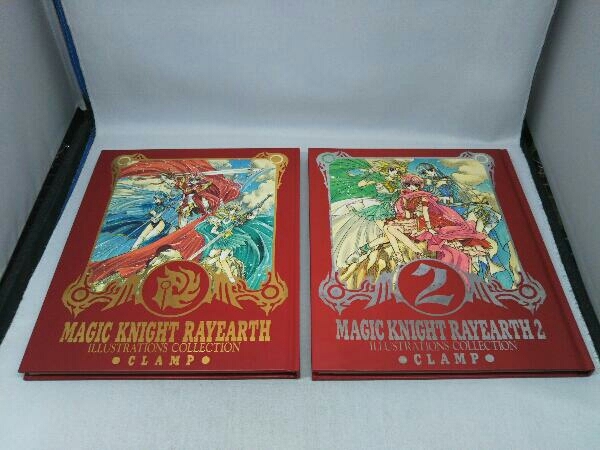 MAGIC KNIGHT RAYEARTH
ILLUSTRATIONS COLLECTION
• CLAMP •
2
MAGIC KNIGHT RAYEARTH 2
ILLUSTRATIONS COLLECTION
• CLAMP •